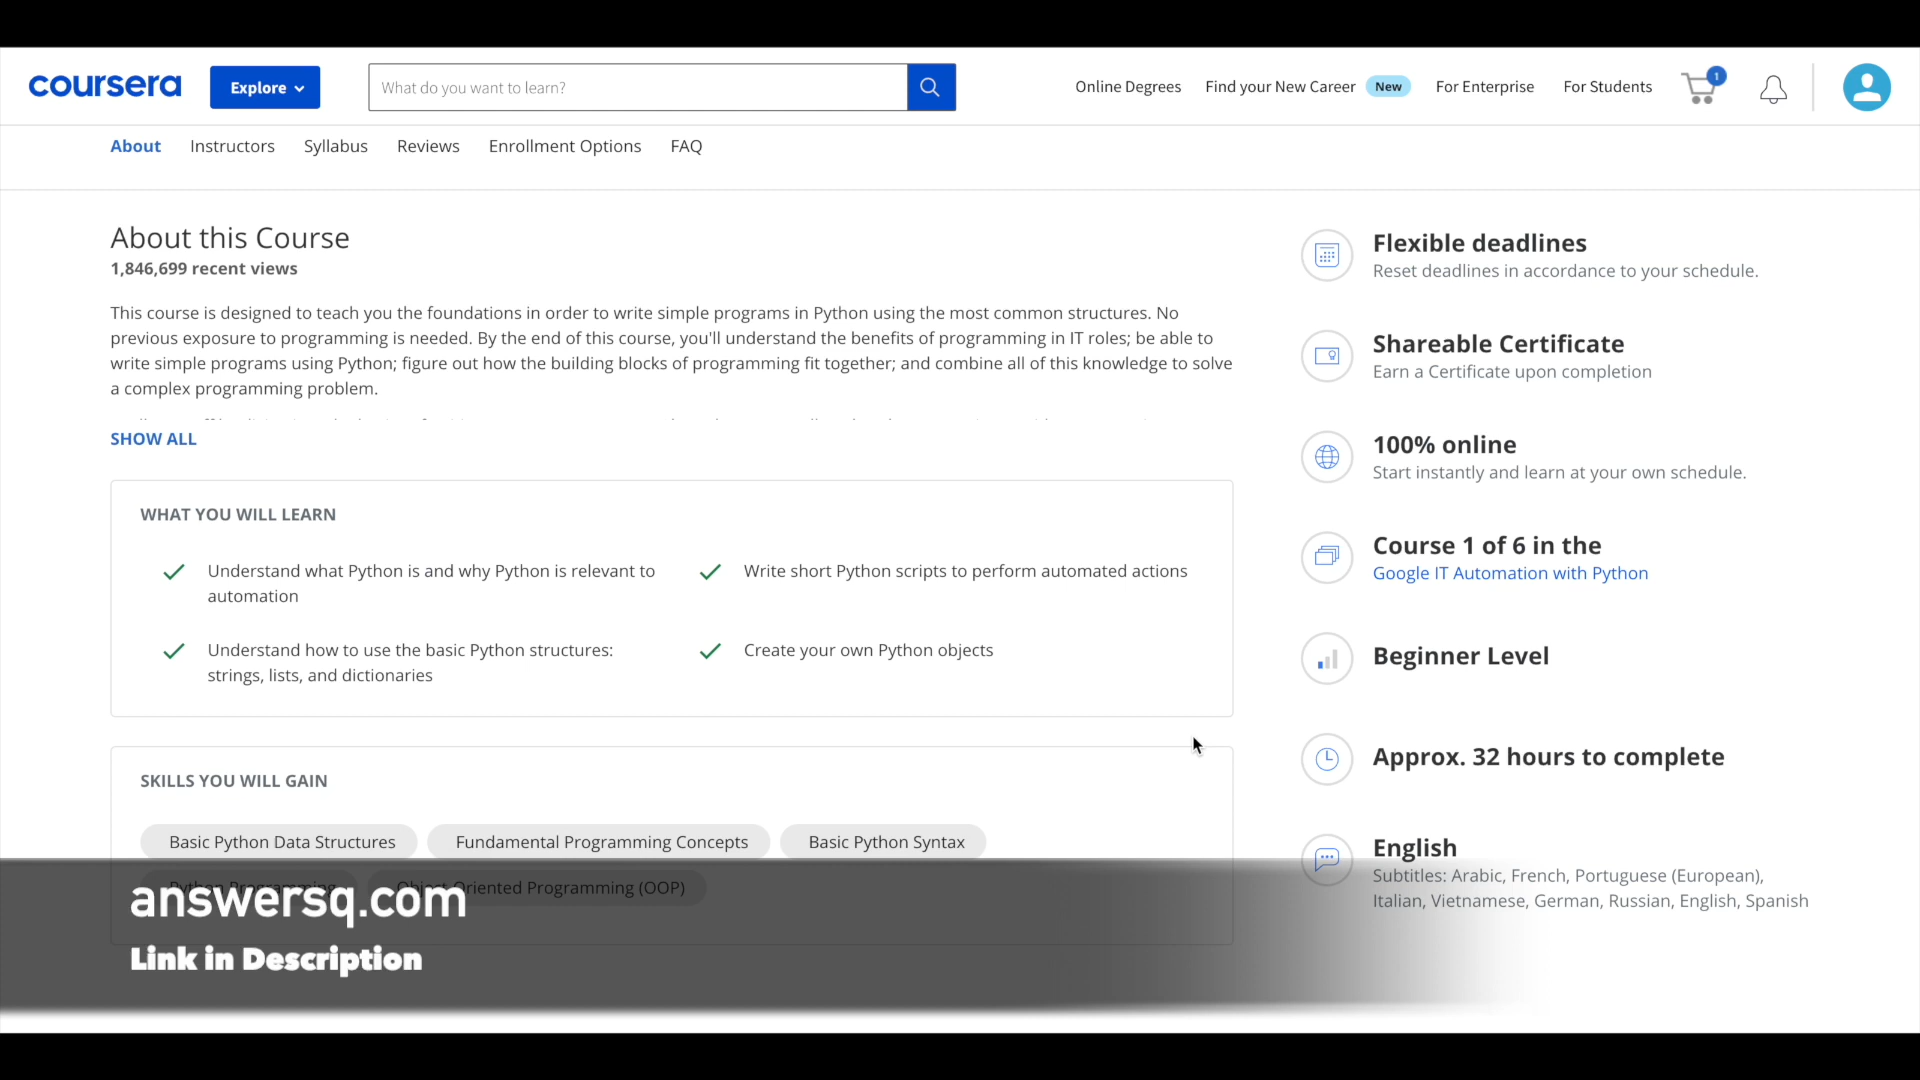 coursera
Explore
What do you want to learn?
Online Degrees
Find your New Career
New
For Enterprise
For Students
1
About
Instructors
Syllabus
Reviews
Enrollment Options
FAQ
About this Course
1,846,699 recent views
This course is designed to teach you the foundations in order to write simple programs in Python using the most common structures. No
previous exposure to programming is needed. By the end of this course, you'll understand the benefits of programming in IT roles; be able to
write simple programs using Python; figure out how the building blocks of programming fit together; and combine all of this knowledge to solve
a complex programming problem.
SHOW ALL
WHAT YOU WILL LEARN
Understand what Python is and why Python is relevant to
automation
Write short Python scripts to perform automated actions
Understand how to use the basic Python structures:
strings, lists, and dictionaries
Create your own Python objects
SKILLS YOU WILL GAIN
Basic Python Data Structures
Fundamental Programming Concepts
Basic Python Syntax
Python Programming
Object-Oriented Programming (OOP)
Flexible deadlines
Reset deadlines in accordance to your schedule.
Shareable Certificate
Earn a Certificate upon completion
100% online
Start instantly and learn at your own schedule.
Course 1 of 6 in the
Google IT Automation with Python
Beginner Level
Approx. 32 hours to complete
English
Subtitles: Arabic, French, Portuguese (European),
Italian, Vietnamese, German, Russian, English, Spanish
answersq.com
Link in Description